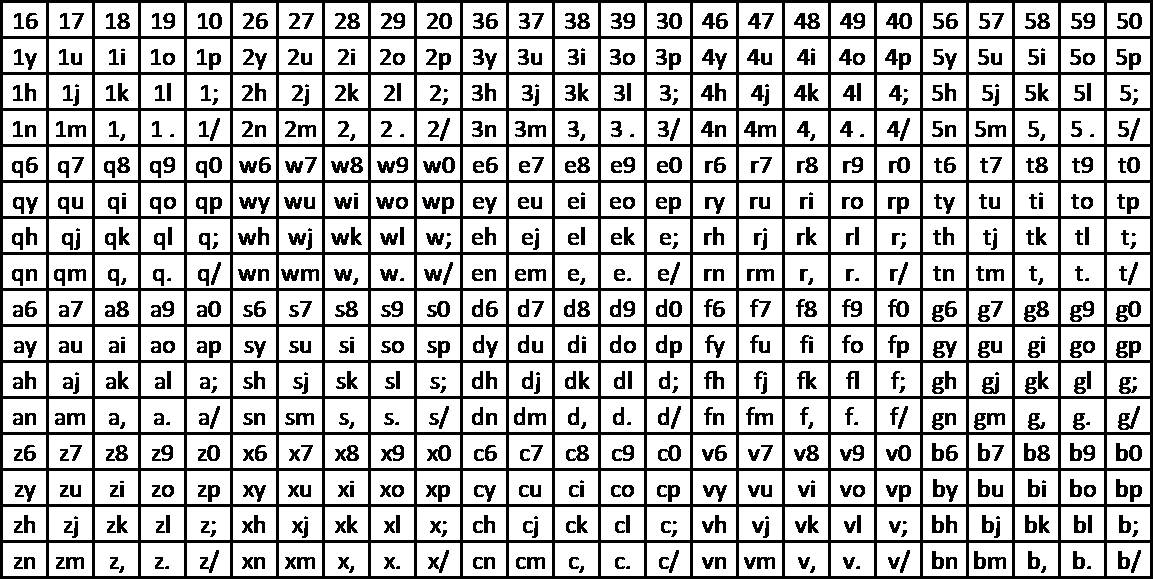 16 17 18 19 10 26 27 28 29 20 36 37 38 39 30 46 47 48 49 40 56 57 58 59 50
1y 1u 1i 1o 1p 2y 2u 2i 2o 2p 3y 3u 3i 3o 3p 4y 4u 4i 4o 4p 5y 5u 5i 5o 5p
1h 1j 1k 1l 1; 2h 2j 2k 2l 2; 3h 3j 3k 3l 3; 4h 4j 4k 4l 4; 5h 5j 5k 5l 5;
1n 1m 1, 1 . 1/ 2n 2m 2, 2 . 2/ 3n 3m 3, 3 . 3/ 4n 4m 4, 4 . 4/ 5n 5m 5, 5 . 5/
q6 q7 q8 q9 q0 w6 w7 w8 w9 w0 e6 e7 e8 e9 e0 r6 r7 r8 r9 r0 t6 t7 t8 t9 t0
qy qu qi qo qp wy wu wi wo wp ey eu ei eo ep ry ru ri ro rp ty tu ti to tp
qh qj qk ql q; wh wj wk wl w; eh ej el ek e; rh rj rk rl r; th tj tk tl t;
qn qm q, q. q/ wn wm w, w. w/ en em e, e. e/ rn rm r, r. r/ tn tm t, t. t/
a6 a7 a8 a9 a0 s6 s7 s8 s9 s0 d6 d7 d8 d9 d0 f6 f7 f8 f9 f0 g6 g7 g8 g9 g0
ay au ai ao ap sy su si so sp dy du di do dp fy fu fi fo fp gy gu gi go gp
ah aj ak al a; sh sj sk sl s; dh dj dk dl d; fh fj fk fl f; gh gj gk gl g;
an am a, a. a/ sn sm s, s. s/ dn dm d, d. d/ fn fm f, f. f/ gn gm g, g. g/
z6 z7 z8 z9 z0 x6 x7 x8 x9 x0 c6 c7 c8 c9 c0 v6 v7 v8 v9 v0 b6 b7 b8 b9 b0
zy zu zi zo zp xy xu xi xo xp cy cu ci co cp vy vu vi vo vp by bu bi bo bp
zh zj zk zl z; xh xj xk xl x; ch cj ck cl c; vh vj vk vl v; bh bj bk bl b;
zn zm z, z. z/ xn xm x, x. x/ cn cm c, c. c/ vn vm v, v. v/ bn bm b, b. b/